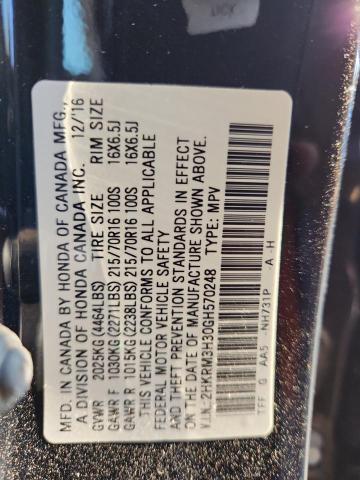 MFD. IN CANADA BY HONDA OF CANADA MFG.,
A DIVISION OF HONDA CANADA INC. 12/16
GVWR 2025KG (4464LBS) TIRE SIZE RIM SIZE
GAWR F 1030KG (2271LBS) 215/70R16 100S 16X6.5J
GAWR R 1015KG (2238LBS) 215/70R16 100S 16X6.5J
THIS VEHICLE CONFORMS TO ALL APPLICABLE
FEDERAL MOTOR VEHICLE SAFETY
AND THEFT PREVENTION STANDARDS IN EFFECT
ON THE DATE OF MANUFACTURE SHOWN ABOVE.
V.I.N. 2HKRM3H30GH570248 TYPE: MPV
TFF G AA5 NH731P A H